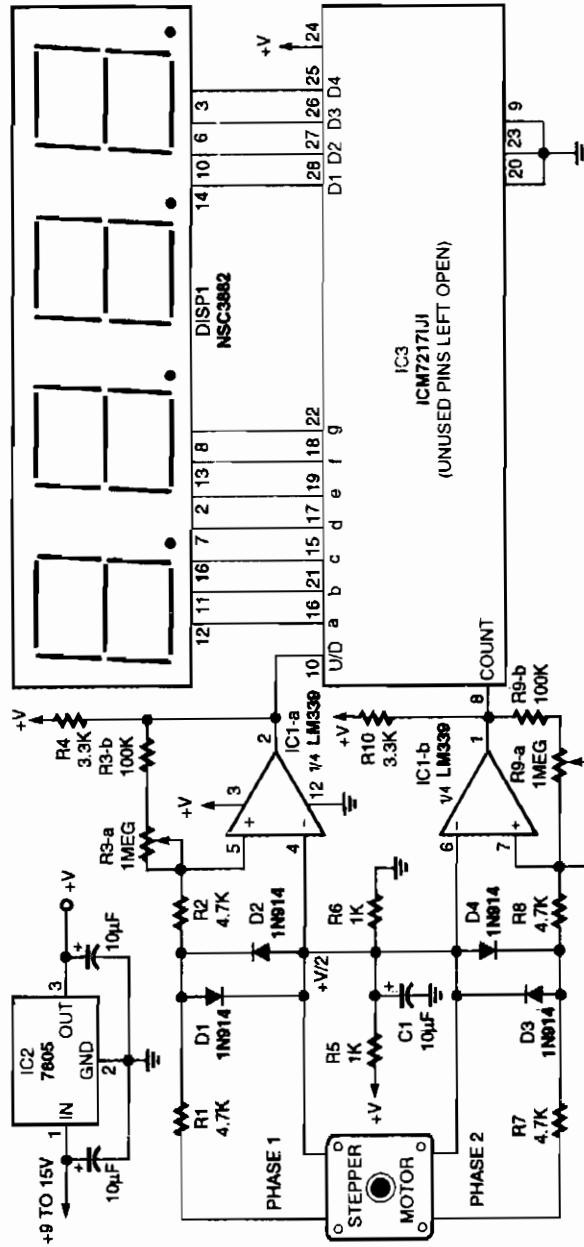 DISP1
NSC3882
12
11
16
7
2
13
8
14
10
6
3
a
b
c
d
e
f
g
16
21
15
17
19
18
22
28
27
26
25
24
+V
D1
D2
D3
D4
IC3
ICM7217IJI
(UNUSED PINS LEFT OPEN)
10
U/D
8
COUNT
20
23
9
+9 TO 15V
1
IN
IC2
7805
OUT
3
+V
GND
2
10µF
10µF
+V
R4
3.3K
R3-b
100K
R3-a
1MEG
+V
3
5
+
4
-
2
12
IC1-a
1/4 LM339
R1
4.7K
R2
4.7K
D1
1N914
D2
1N914
+V/2
PHASE 1
STEPPER
MOTOR
PHASE 2
+V
R5
1K
C1
10µF
+
R6
1K
+V
R10
3.3K
6
-
7
+
1
IC1-b
1/4 LM339
R9-b
100K
R9-a
1MEG
D3
1N914
D4
1N914
R7
4.7K
R8
4.7K